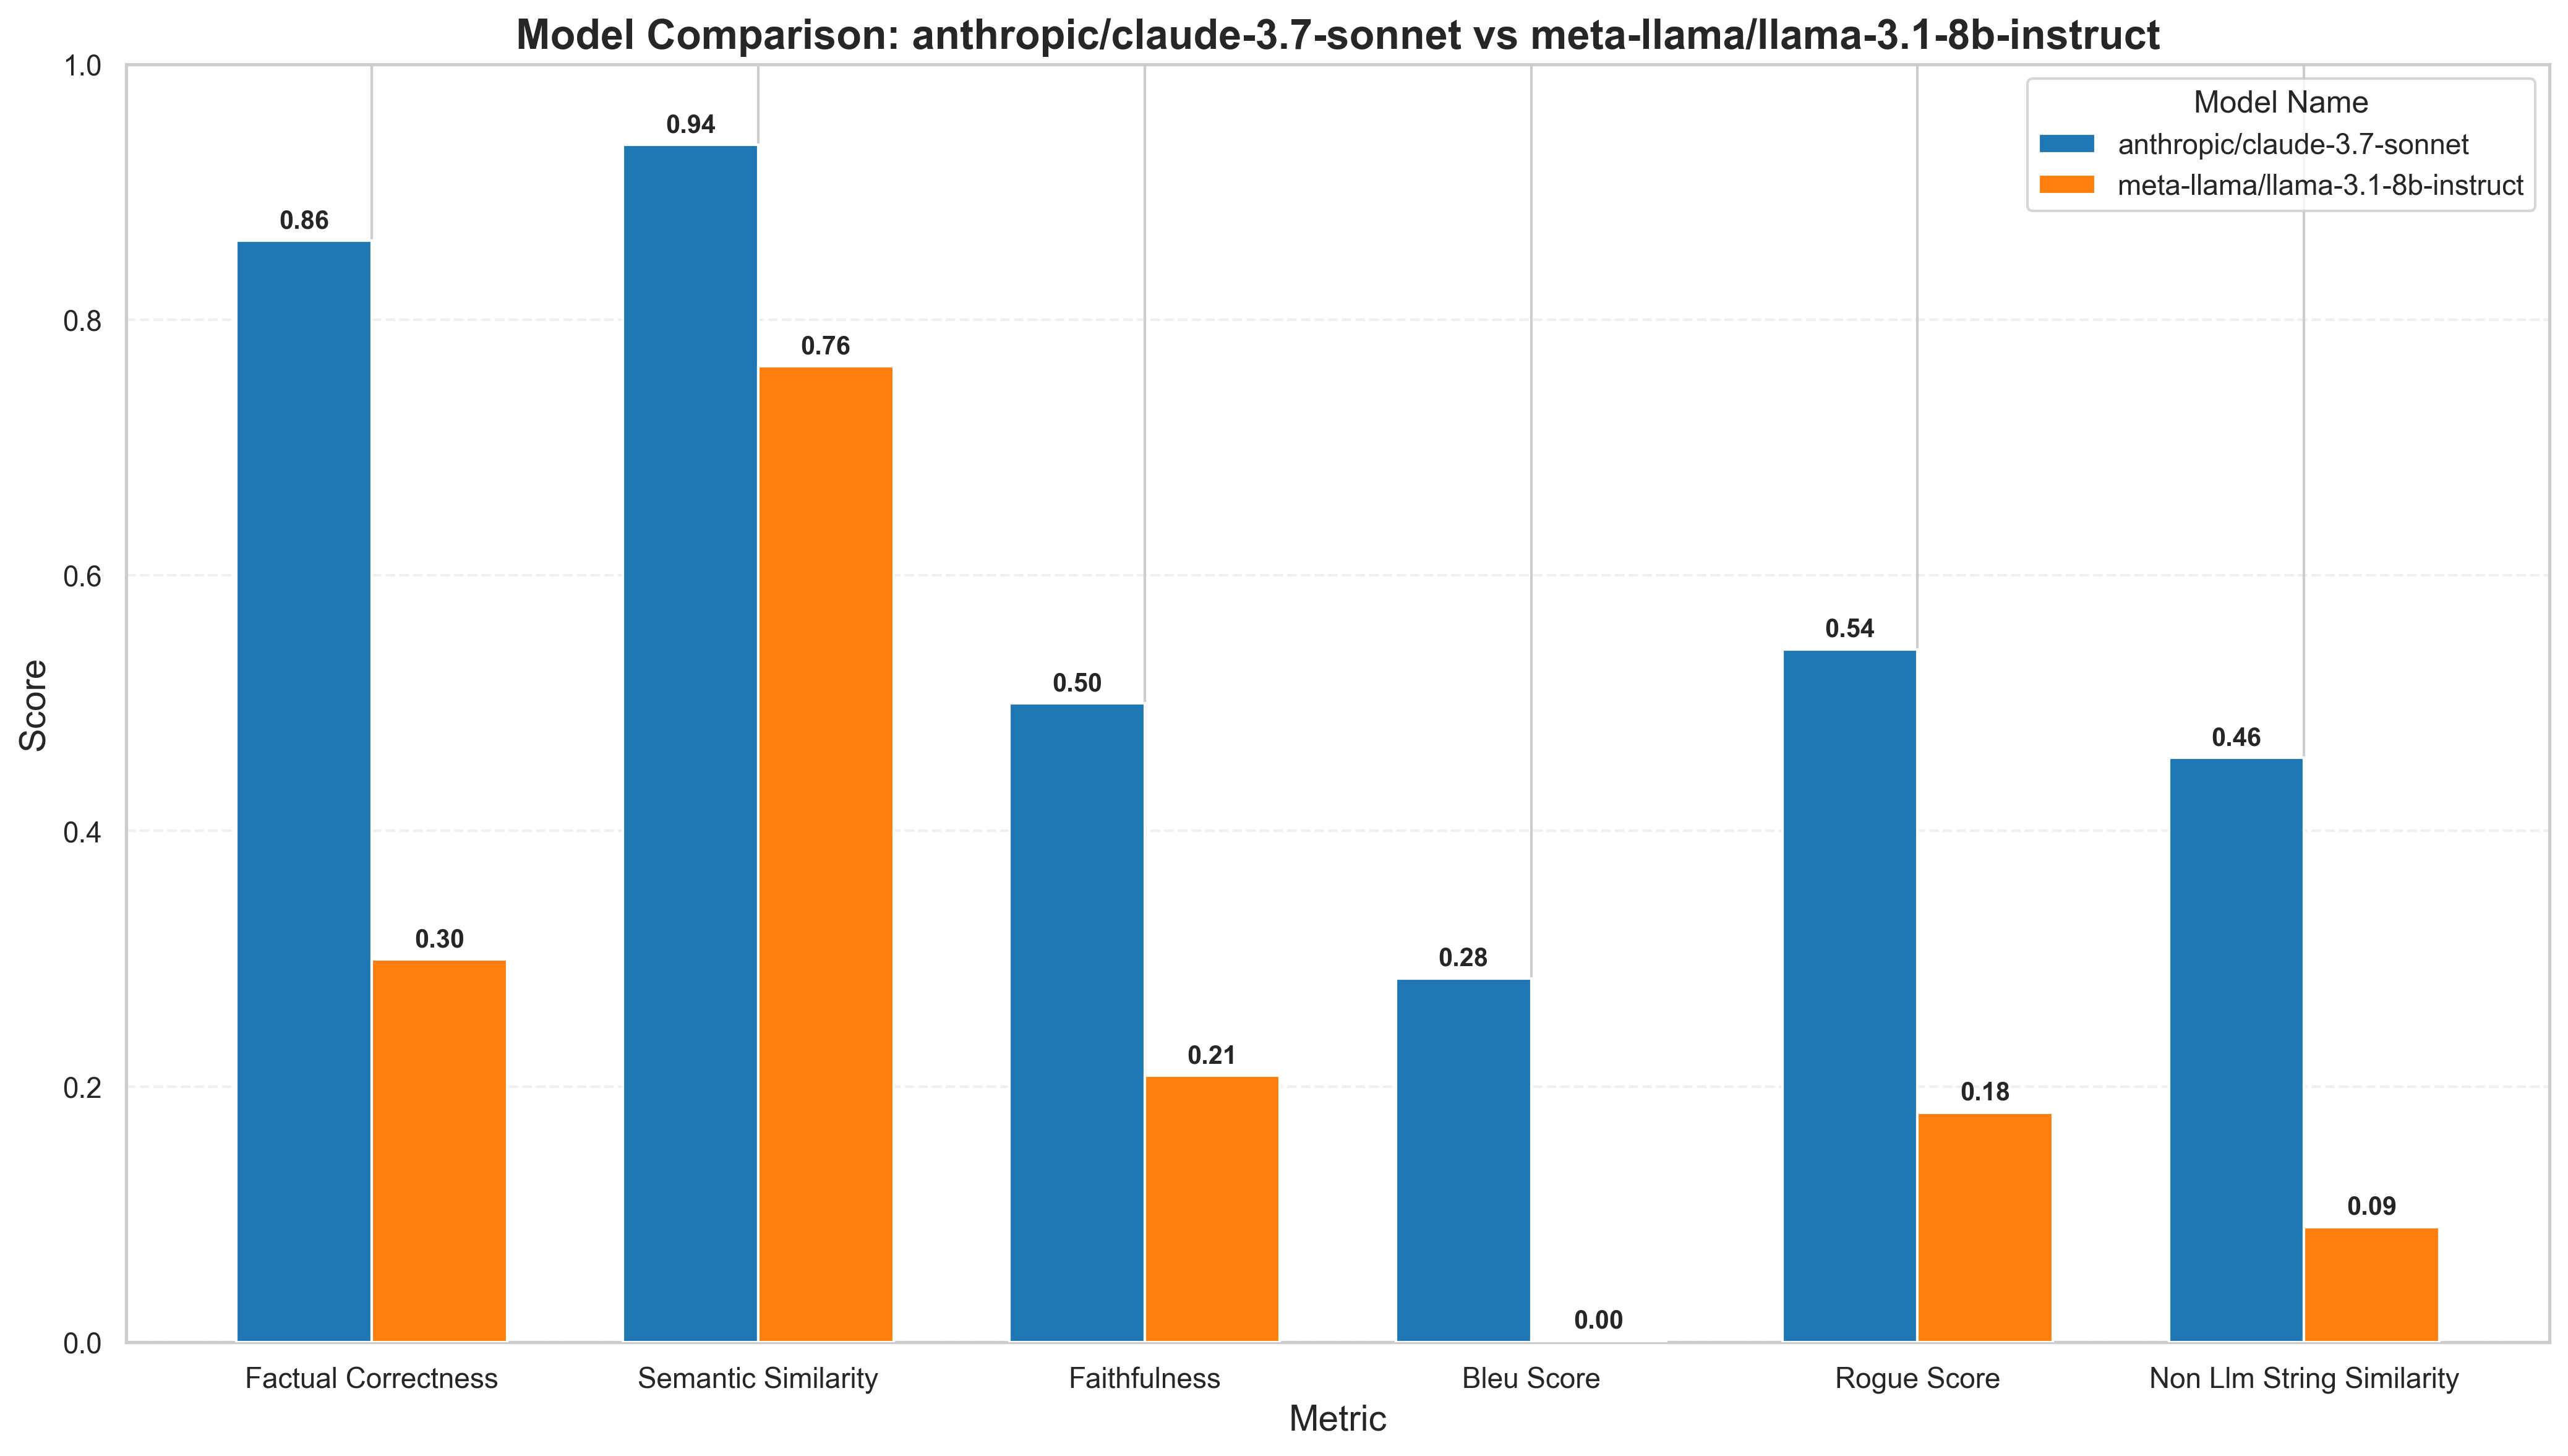 Model Comparison: anthropic/claude-3.7-sonnet vs meta-llama/llama-3.1-8b-instruct
Model Name
anthropic/claude-3.7-sonnet
meta-llama/llama-3.1-8b-instruct
Score
1.0
0.8
0.6
0.4
0.2
0.0
0.86
0.30
0.94
0.76
0.50
0.21
0.28
0.00
0.54
0.18
0.46
0.09
Factual Correctness
Semantic Similarity
Faithfulness
Bleu Score
Rogue Score
Non Llm String Similarity
Metric